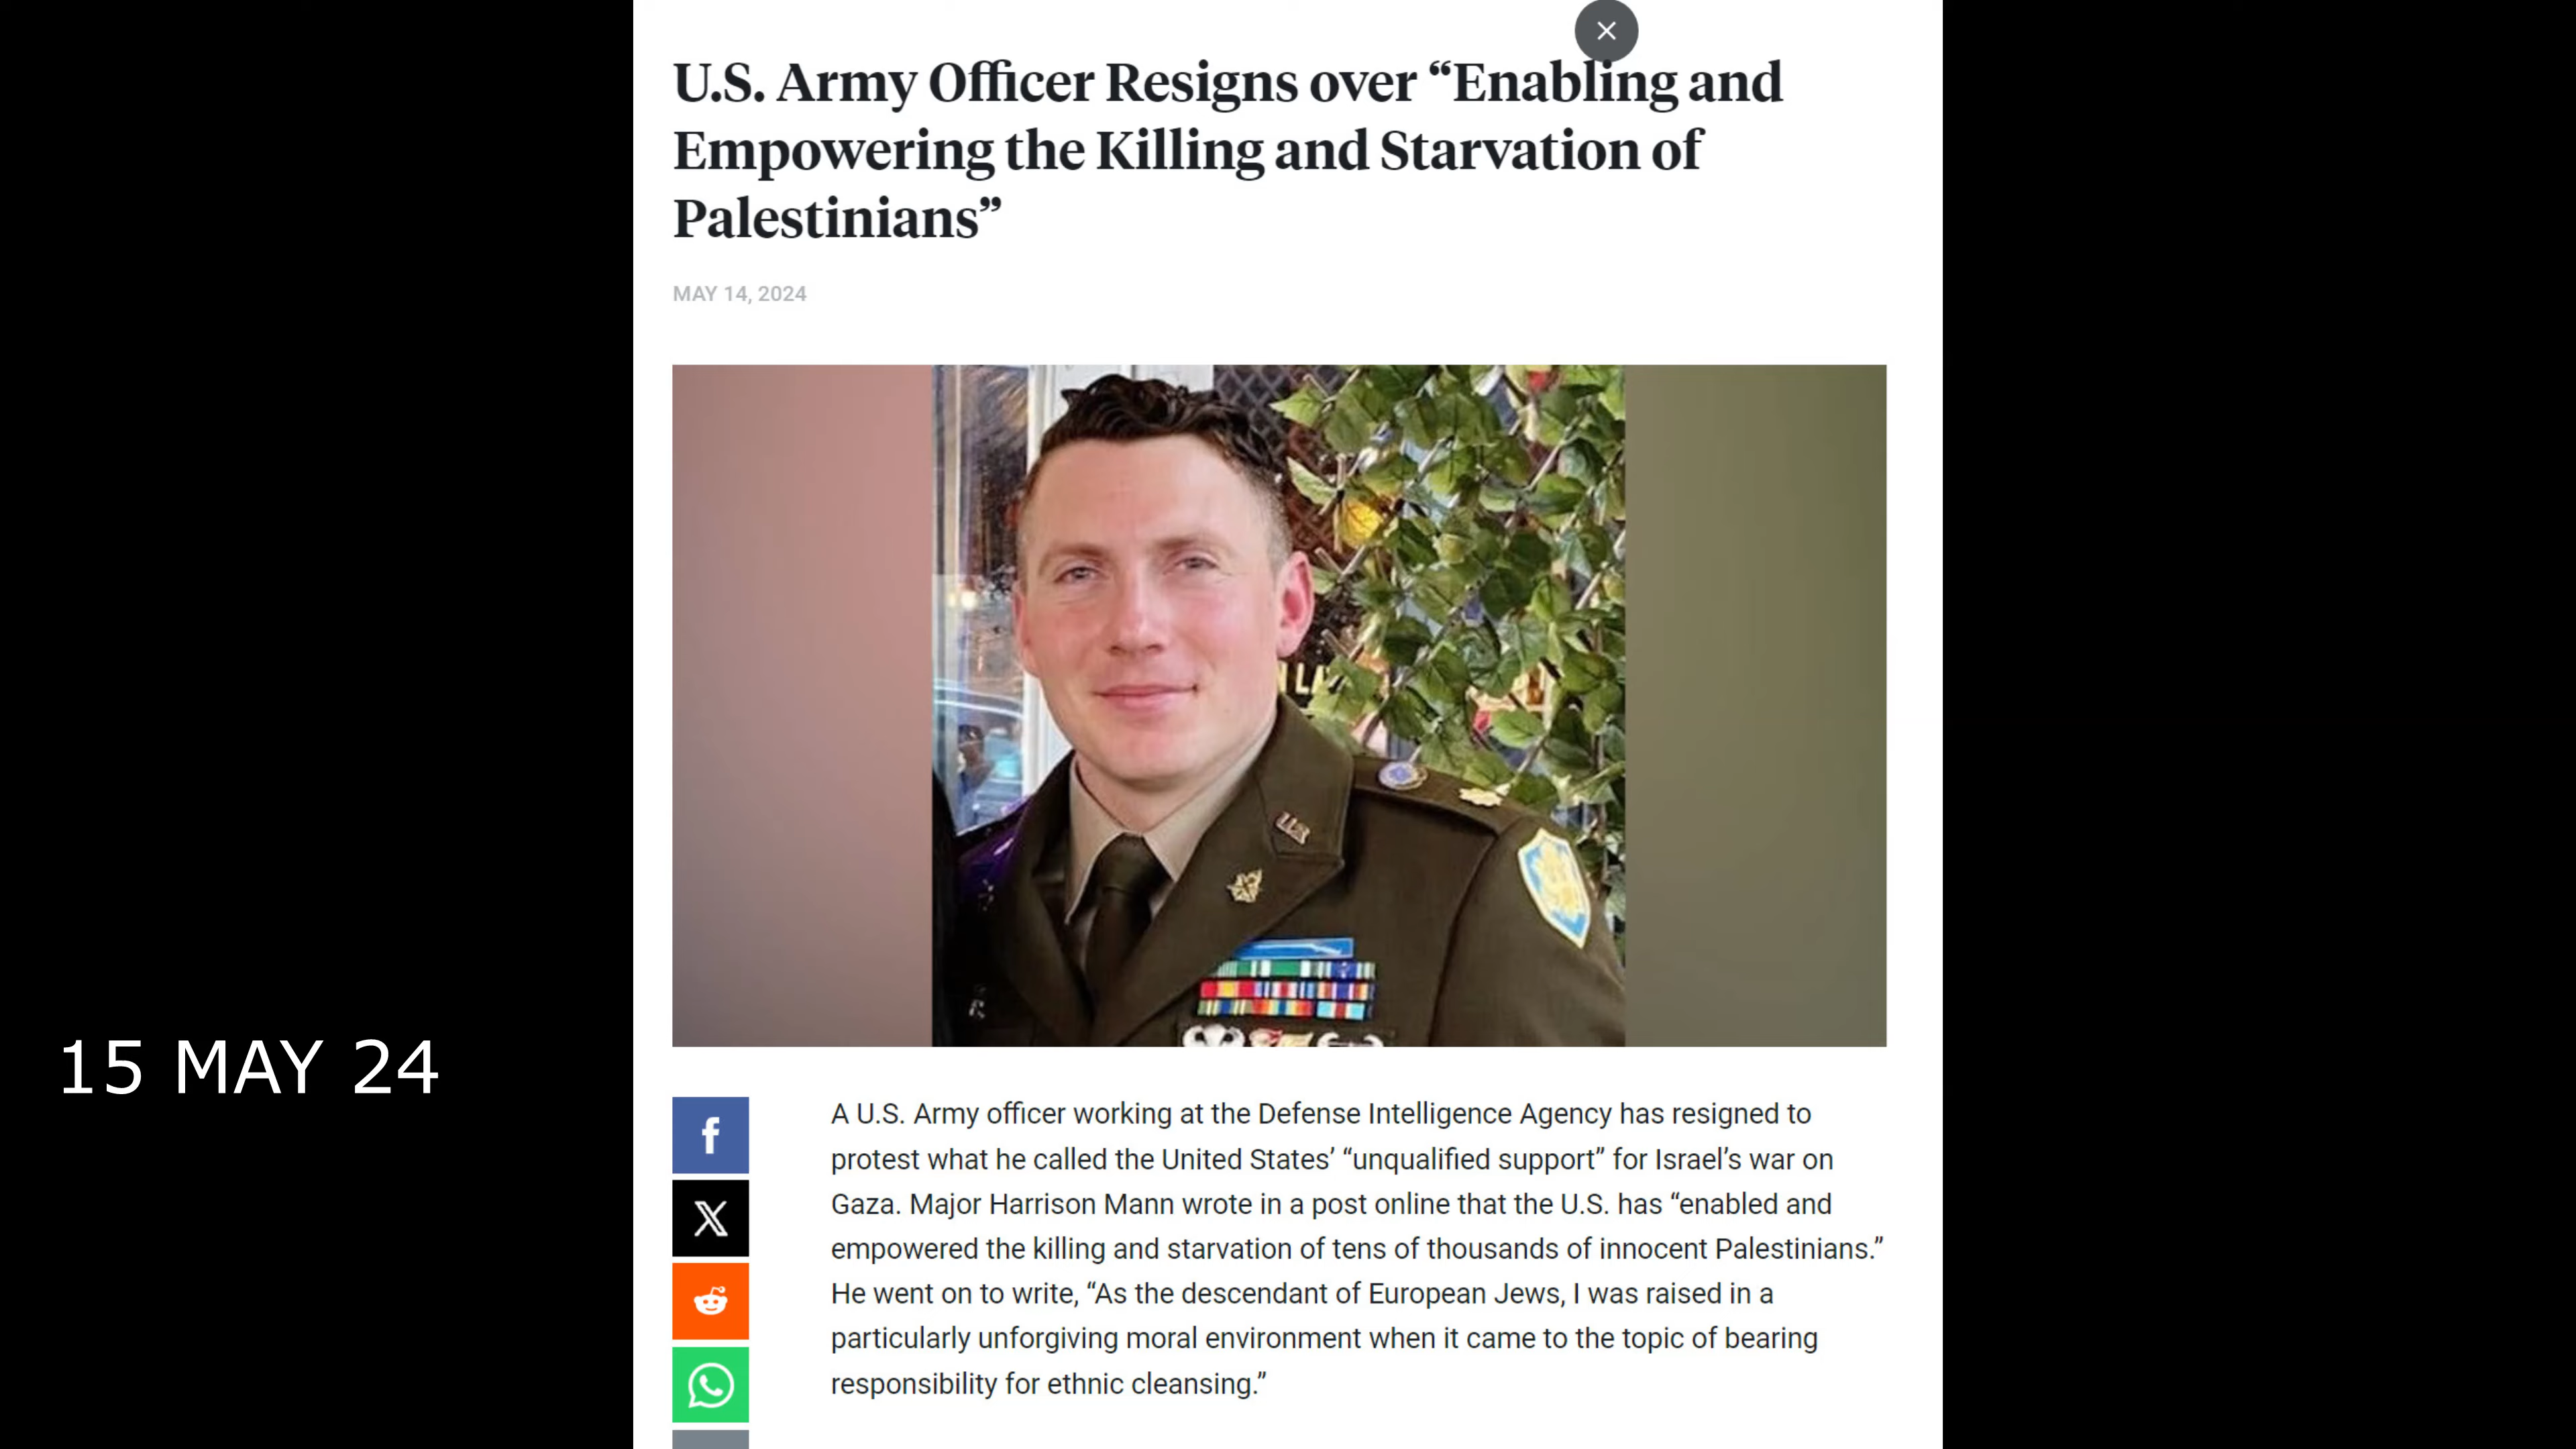 U.S. Army Officer Resigns over “Enabling and
Empowering the Killing and Starvation of
Palestinians”
MAY 14, 2024
U.S.
15 MAY 24
A U.S. Army officer working at the Defense Intelligence Agency has resigned to
protest what he called the United States’ “unqualified support” for Israel’s war on
Gaza. Major Harrison Mann wrote in a post online that the U.S. has “enabled and
empowered the killing and starvation of tens of thousands of innocent Palestinians.”
He went on to write, “As the descendant of European Jews, I was raised in a
particularly unforgiving moral environment when it came to the topic of bearing
responsibility for ethnic cleansing.”